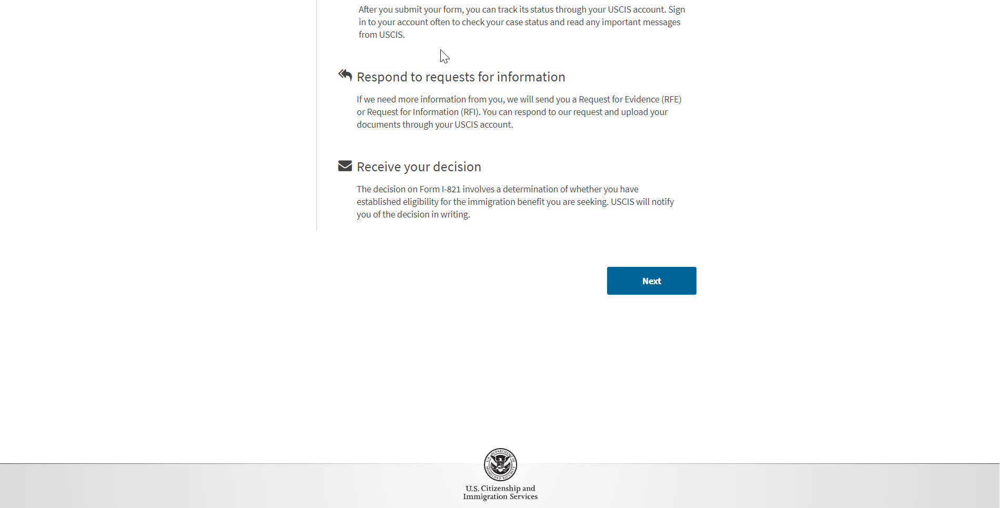 After you submit your form, you can track its status through your USCIS account. Sign
in to your account often to check your case status and read any important messages
from USCIS.
Respond to requests for information
If we need more information from you, we will send you a Request for Evidence (RFE)
or Request for Information (RFI). You can respond to our request and upload your
documents through your USCIS account.
Receive your decision
The decision on Form I-821 involves a determination of whether you have
established eligibility for the immigration benefit you are seeking. USCIS will notify
you of the decision in writing.
Next
U.S. DEPARTMENT OF
HOMELAND SECURITY
U.S. Citizenship and
Immigration Services